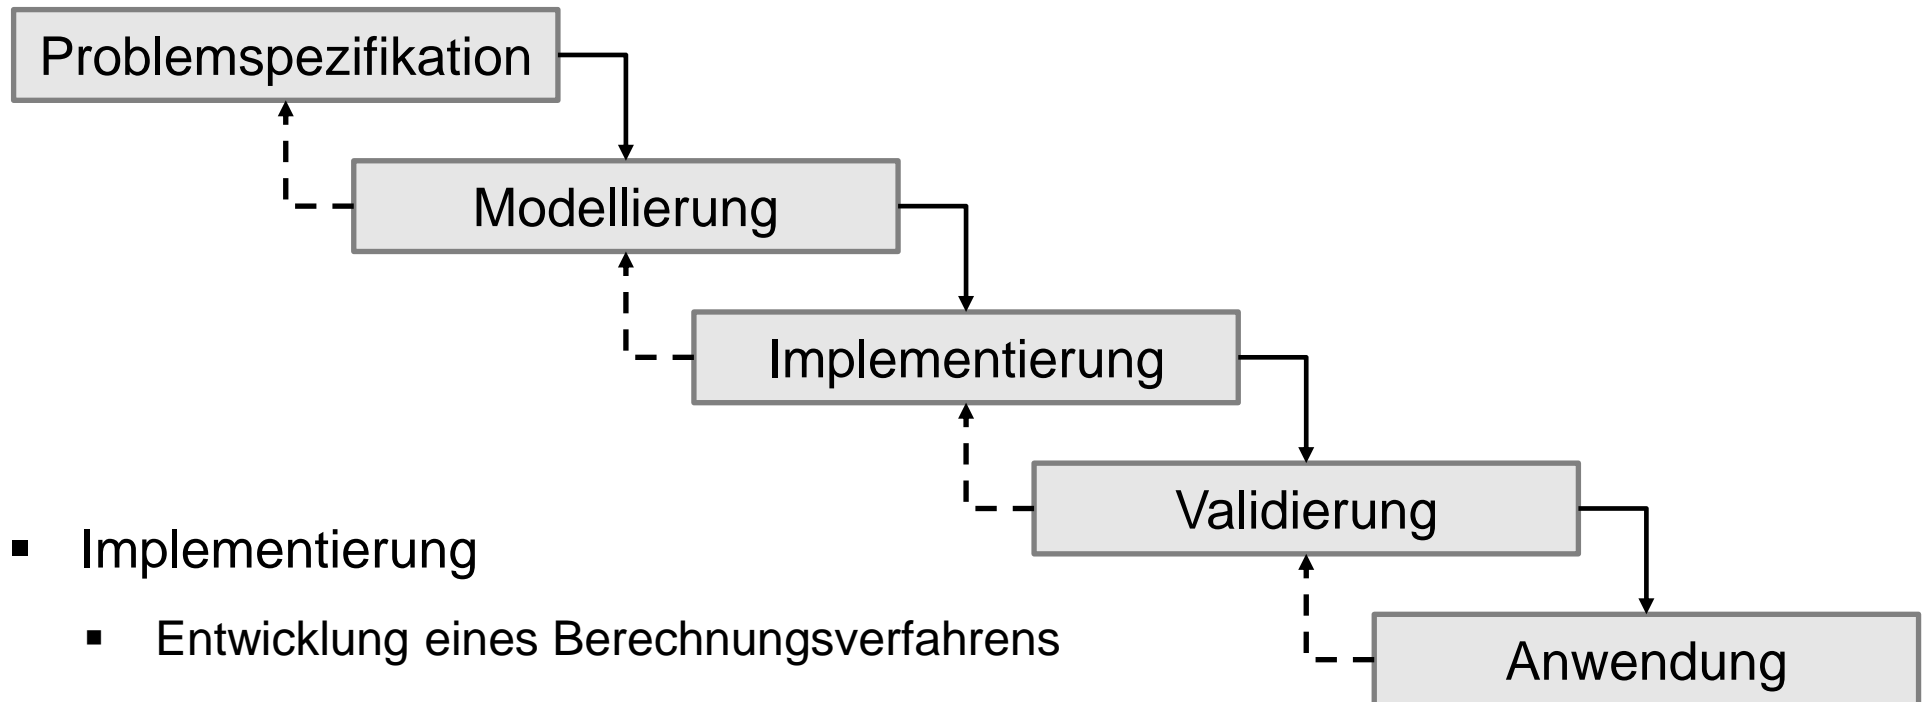 Problemspezifikation
Modellierung
Implementierung
Validierung
Anwendung
▪ Implementierung
▪ Entwicklung eines Berechnungsverfahrens